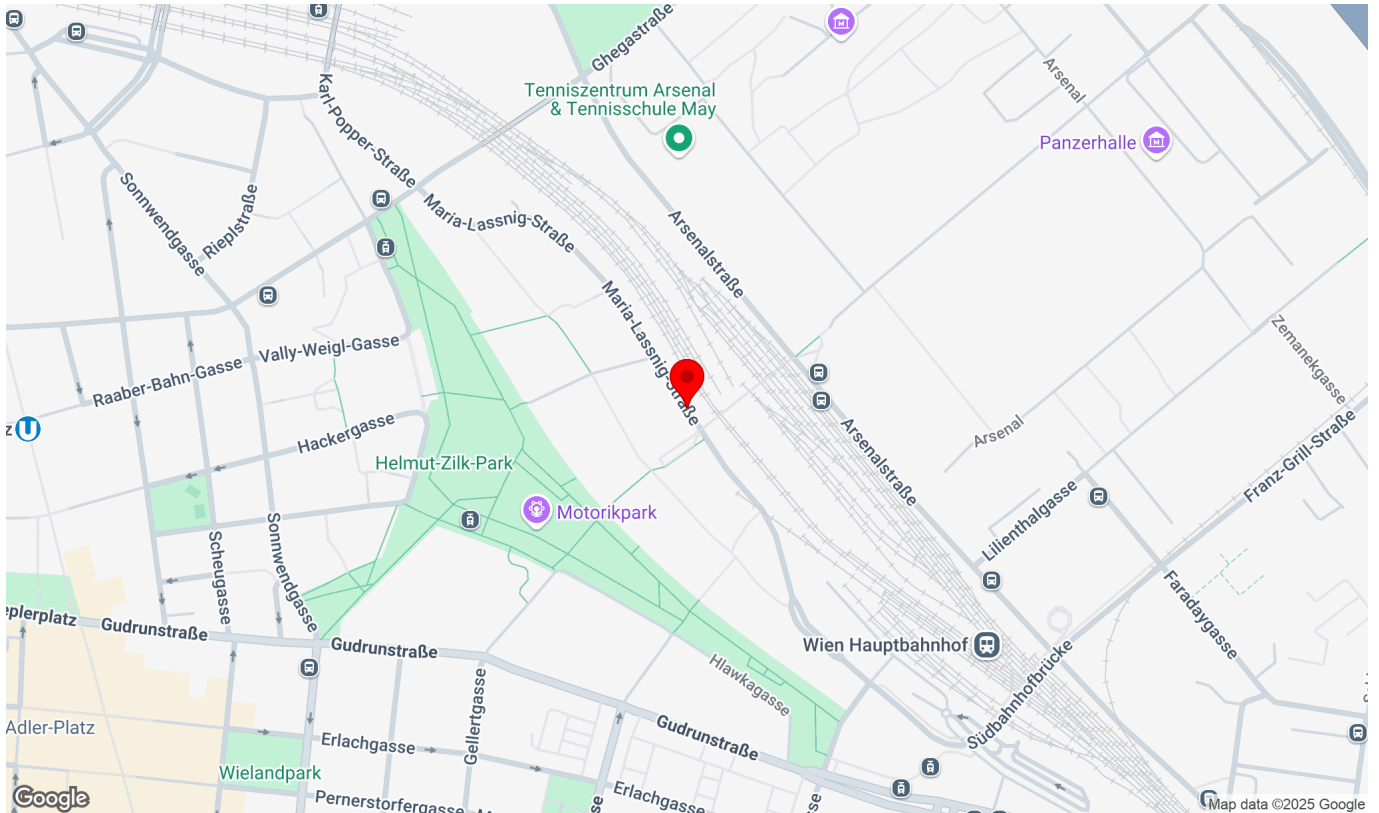 Ghegastraße
Arsenal
Tenniszentrum Arsenal
& Tennisschule May
Panzerhalle
Karl-Popper-Straße
Sonnwendgasse
Rieplstraße
Maria-Lassnig-Straße
Arsenalstraße
Maria-Lassnig-Straße
Zemanekgasse
Vally-Weigl-Gasse
Raaber-Bahn-Gasse
Hackergasse
z
U
Arsenal
Arsenalstraße
Franz-Grill-Straße
Helmut-Zilk-Park
Motorikpark
Lilienthalgasse
Scheugasse
Sonnwendgasse
Faradaygasse
eplerplatz
Gudrunstraße
Gudrunstraße
Wien Hauptbahnhof
Südbahnhofbrücke
Hlawkagasse
Gellertgasse
Adler-Platz
Erlachgasse
Gudrunstraße
Wielandpark
Pernerstorfergasse
Erlachgasse
Google
Map data ©2025 Google